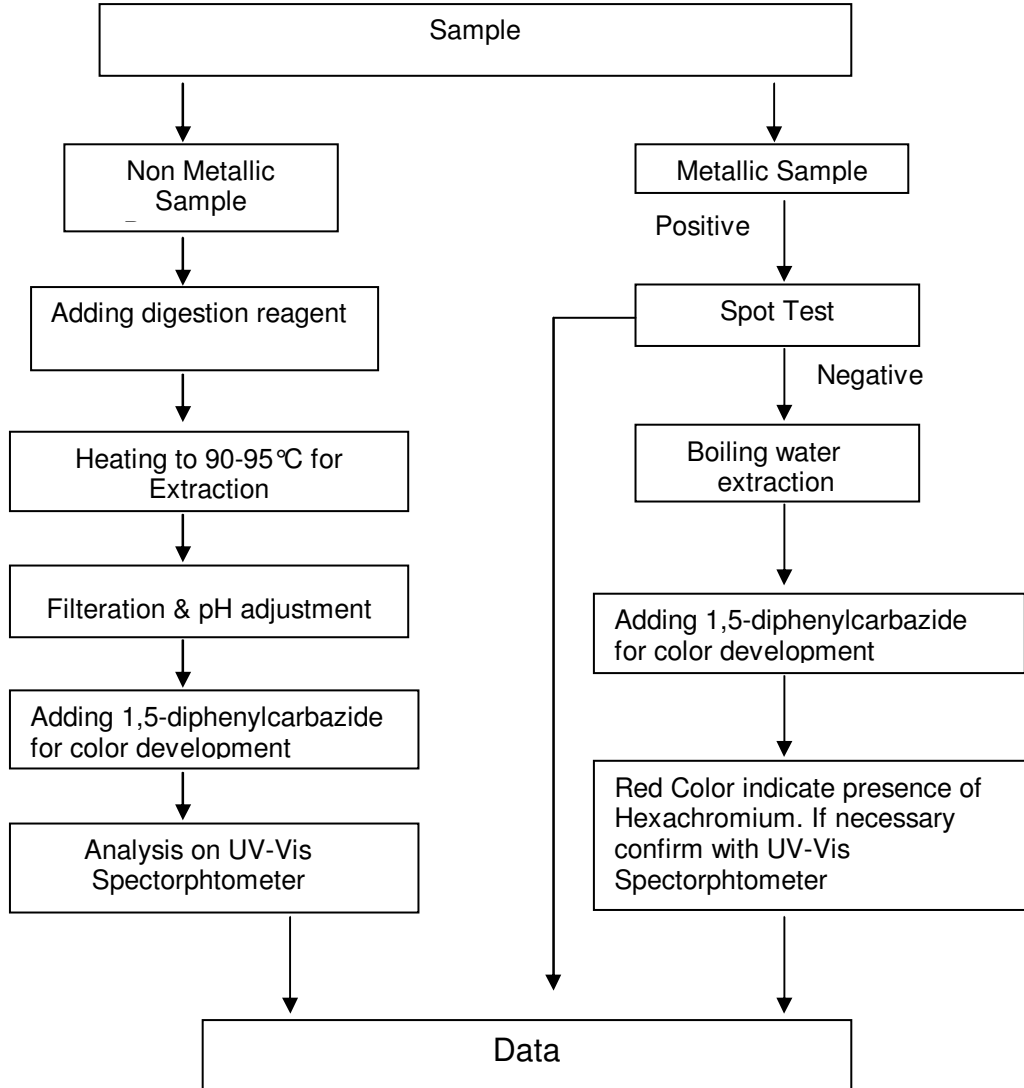 Sample
Non Metallic
Sample
Adding digestion reagent
Heating to 90-95°C for
Extraction
Filteration & pH adjustment
Adding 1,5-diphenylcarbazide
for color development
Analysis on UV-Vis
Spectorphtometer
Metallic Sample
Positive
Spot Test
Negative
Boiling water
extraction
Adding 1,5-diphenylcarbazide
for color development
Red Color indicate presence of
Hexachromium. If necessary
confirm with UV-Vis
Spectorphtometer
Data